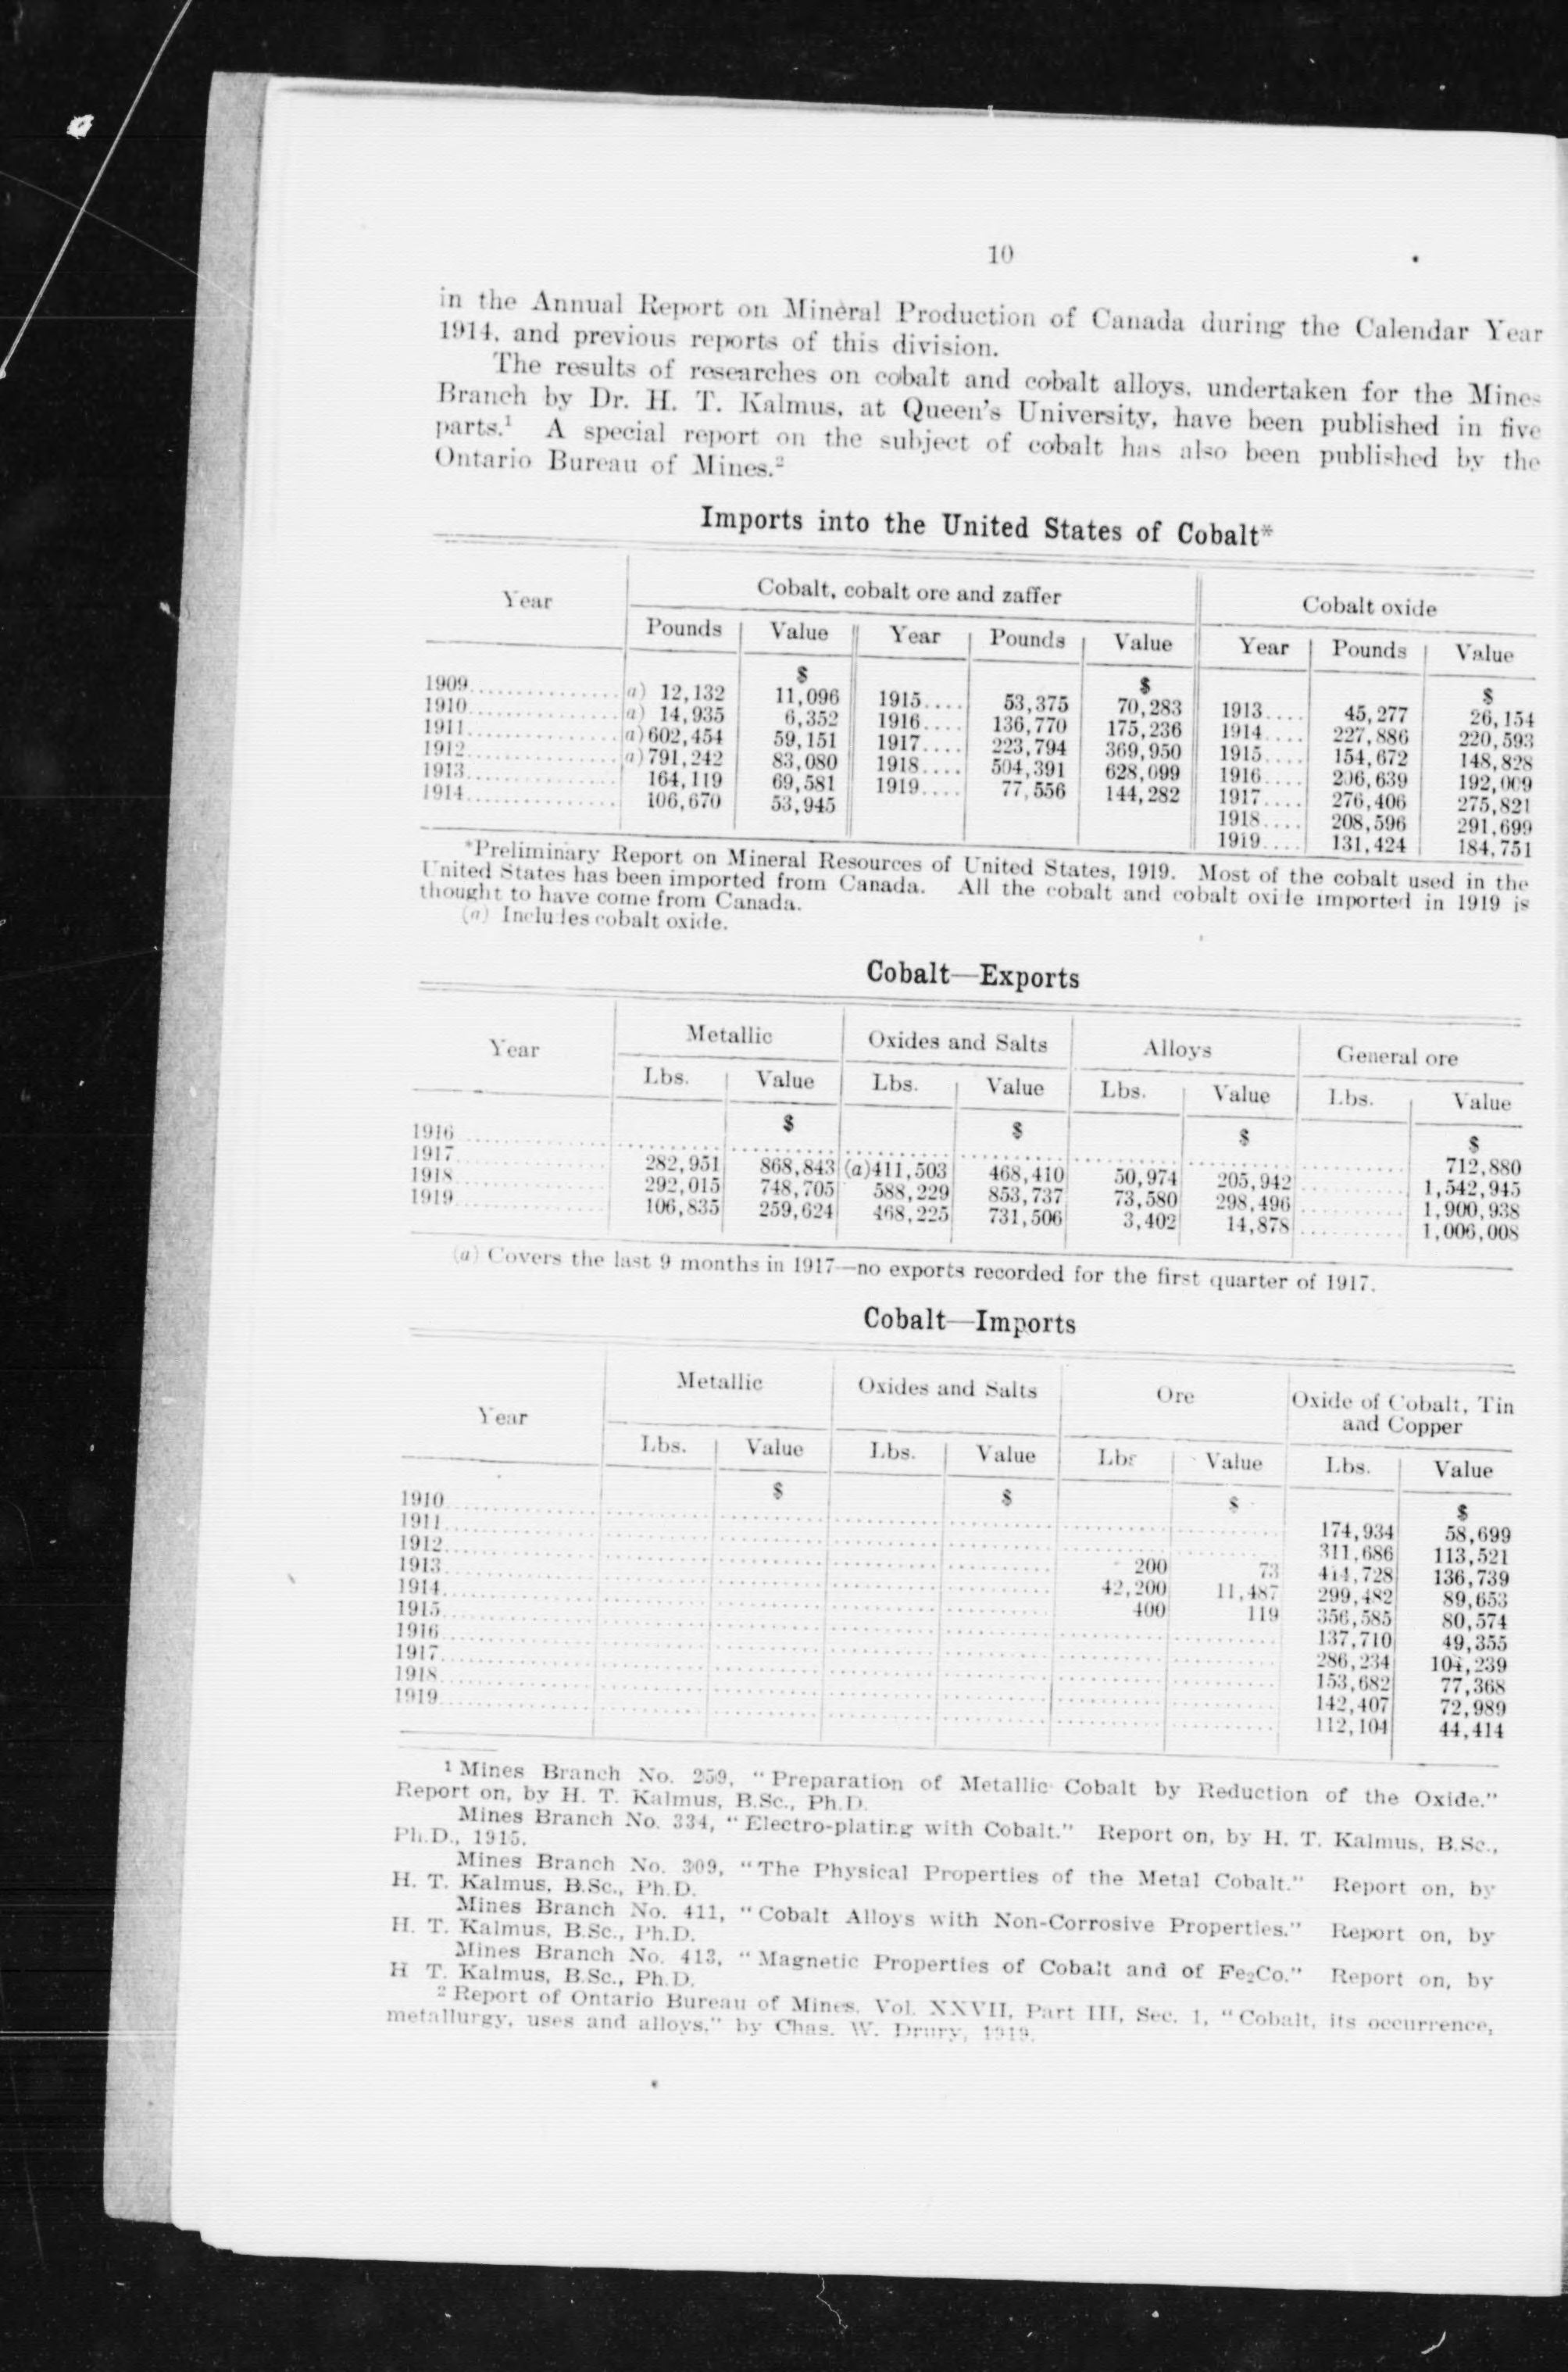 10
in the Annual Report on Mineral Production of Canada during the Calendar Year
1914, and previous reports of this division.
The results of researches on cobalt and cobalt alloys, undertaken for the Mines
Branch by Dr. H. T. Kalmus, at Queen's University, have been published in five
parts.¹ A special report on the subject of cobalt has also been published by the
Ontario Bureau of Mines.²
Imports into the United States of Cobalt*
Year Cobalt, cobalt ore and zaffer Cobalt oxide
Pounds Value Year Pounds Value Year Pounds Value
$ $ $
1909............... (a) 12,132 11,096 1915.... 53,375 70,283 1913.... 45,277 26,154
1910............... (a) 14,935 6,352 1916.... 136,770 175,236 1914.... 227,886 220,593
1911............... (a) 602,454 59,151 1917.... 223,794 369,950 1915.... 154,672 148,828
1912............... (a) 791,242 83,080 1918.... 504,391 628,099 1916.... 206,639 192,009
1913............... 164,119 69,581 1919.... 77,556 144,282 1917.... 276,406 275,821
1914............... 106,670 53,945 1918.... 208,596 291,699
1919.... 131,424 184,751
*Preliminary Report on Mineral Resources of United States, 1919. Most of the cobalt used in the
United States has been imported from Canada. All the cobalt and cobalt oxide imported in 1919 is
thought to have come from Canada.
(a) Includes cobalt oxide.
Cobalt—Exports
Year Metallic Oxides and Salts Alloys General ore
Lbs. Value Lbs. Value Lbs. Value Lbs. Value
$ $ $ $
1916............... 712,880
1917............... 282,951 868,843 (a)411,503 468,410 50,974 205,942 .......... 1,542,945
1918............... 292,015 748,705 588,229 853,737 73,580 298,496 .......... 1,900,938
1919............... 106,835 259,624 468,225 731,506 3,402 14,878 .......... 1,006,008
(a) Covers the last 9 months in 1917—no exports recorded for the first quarter of 1917.
Cobalt—Imports
Year Metallic Oxides and Salts Ore Oxide of Cobalt, Tin
and Copper
Lbs. Value Lbs. Value Lbs Value Lbs. Value
$ $ $ $
1910............... 174,934 58,699
1911............... 311,686 113,521
1912............... 200 73 414,728 136,739
1913............... 42,200 11,487 299,482 89,653
1914............... 400 119 356,585 80,574
1915............... 137,710 49,355
1916............... 286,234 104,239
1917............... 153,682 77,368
1918............... 142,407 72,989
1919............... 112,104 44,414
¹ Mines Branch No. 259, "Preparation of Metallic Cobalt by Reduction of the Oxide."
Report on, by H. T. Kalmus, B.Sc., Ph.D.
Mines Branch No. 334, "Electro-plating with Cobalt." Report on, by H. T. Kalmus, B.Sc.,
Ph.D., 1915.
Mines Branch No. 309, "The Physical Properties of the Metal Cobalt." Report on, by
H. T. Kalmus, B.Sc., Ph.D.
Mines Branch No. 411, "Cobalt Alloys with Non-Corrosive Properties." Report on, by
H. T. Kalmus, B.Sc., Ph.D.
Mines Branch No. 413, "Magnetic Properties of Cobalt and of Fe₂Co." Report on, by
H T. Kalmus, B.Sc., Ph.D.
² Report of Ontario Bureau of Mines, Vol. XXVII, Part III, Sec. 1, "Cobalt, its occurrence,
metallurgy, uses and alloys," by Chas. W. Drury, 1919.